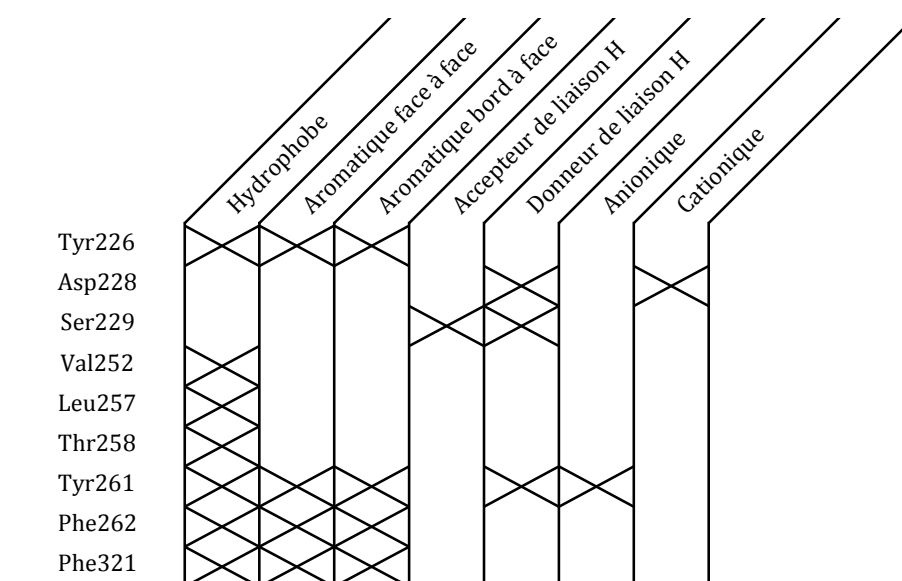 Hydrophobe
Aromatique face à face
Aromatique bord à face
Accepteur de liaison H
Donneur de liaison H
Anionique
Cationique
Tyr226
Asp228
Ser229
Val252
Leu257
Thr258
Tyr261
Phe262
Phe321